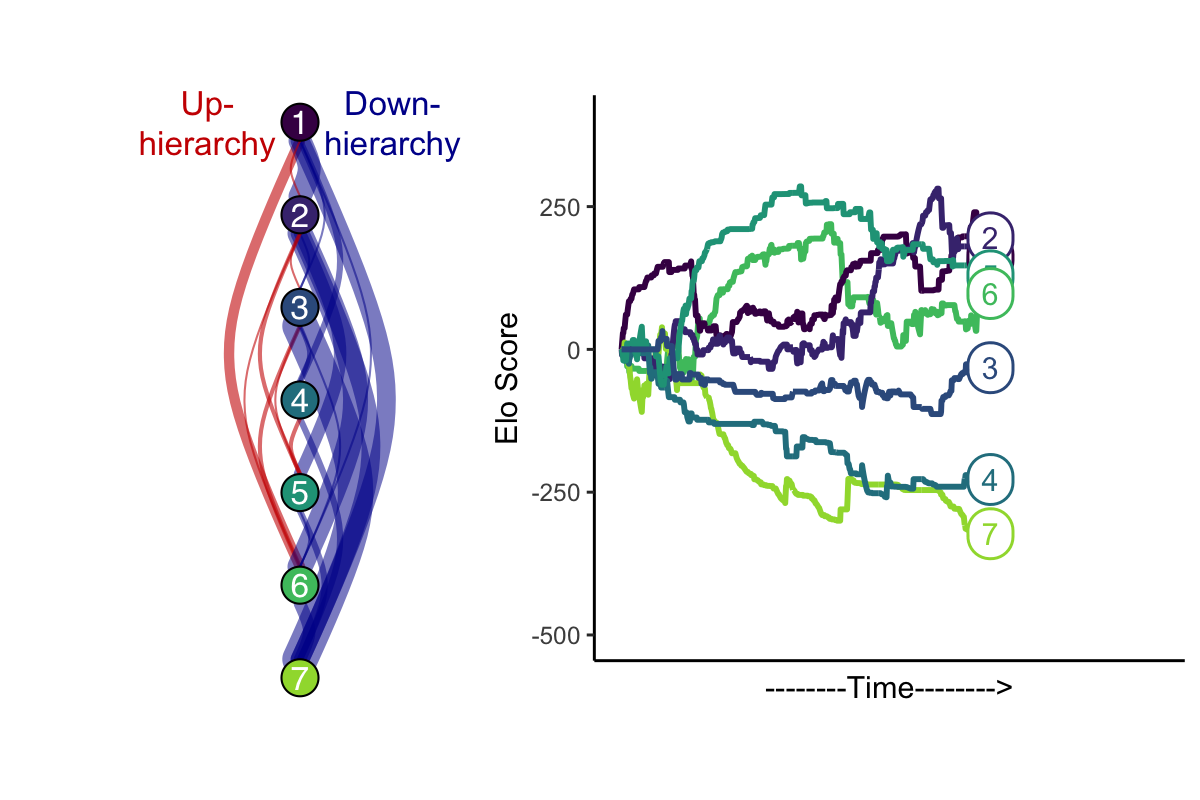 Up-
hierarchy
Down-
hierarchy
1
2
3
4
5
6
7
Elo Score
250
0
-250
-500
2
6
3
4
7
--------Time-------->